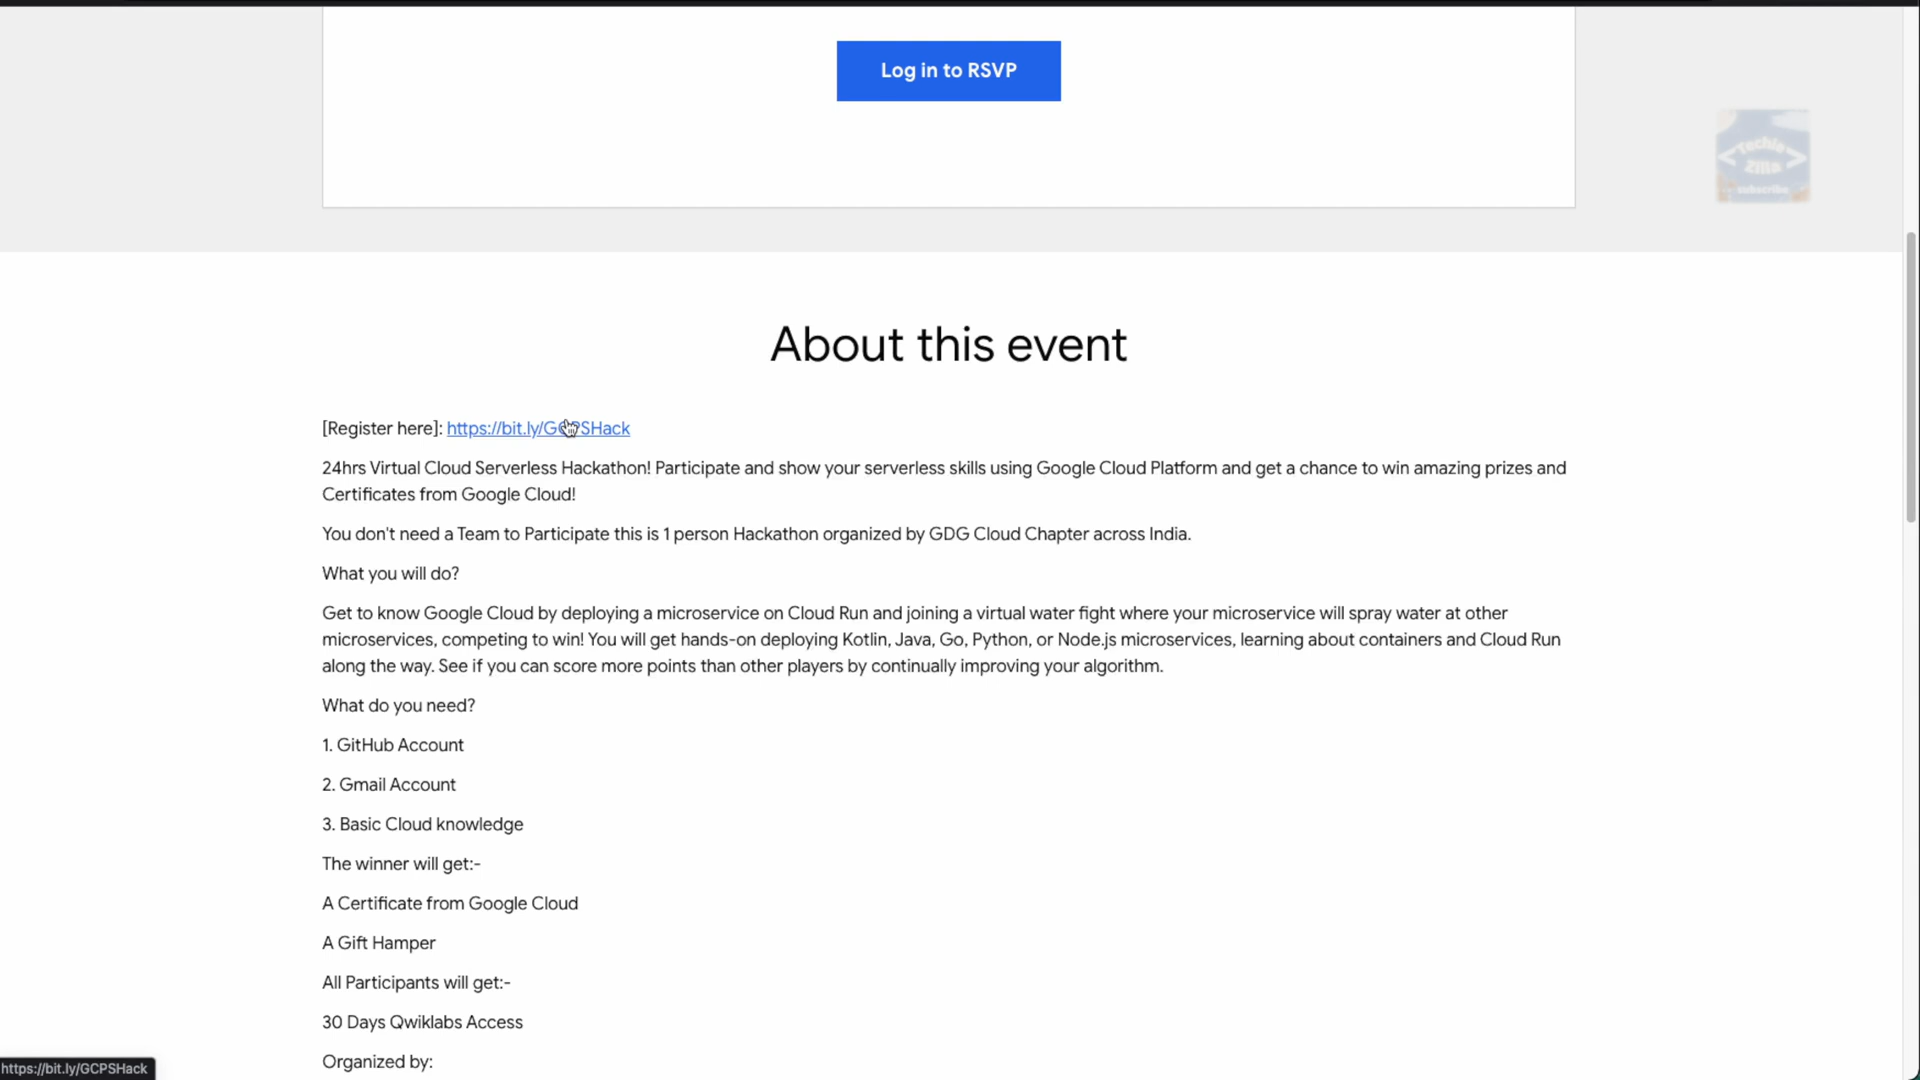 Log in to RSVP
<Techie
Zilla>
subscribe
About this event
[Register here]: https://bit.ly/GCPSHack
24hrs Virtual Cloud Serverless Hackathon! Participate and show your serverless skills using Google Cloud Platform and get a chance to win amazing prizes and
Certificates from Google Cloud!
You don't need a Team to Participate this is 1 person Hackathon organized by GDG Cloud Chapter across India.
What you will do?
Get to know Google Cloud by deploying a microservice on Cloud Run and joining a virtual water fight where your microservice will spray water at other
microservices, competing to win! You will get hands-on deploying Kotlin, Java, Go, Python, or Node.js microservices, learning about containers and Cloud Run
along the way. See if you can score more points than other players by continually improving your algorithm.
What do you need?
1. GitHub Account
2. Gmail Account
3. Basic Cloud knowledge
The winner will get:-
A Certificate from Google Cloud
A Gift Hamper
All Participants will get:-
30 Days Qwiklabs Access
Organized by:
https://bit.ly/GCPSHack